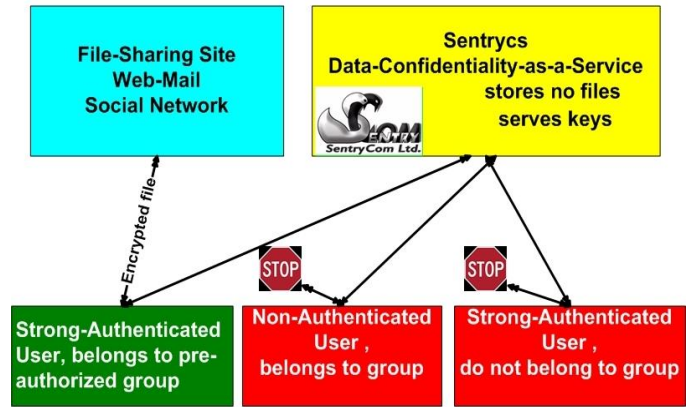 File-Sharing Site
Web-Mail
Social Network
Sentrycs
Data-Confidentiality-as-a-Service
stores no files
serves keys
SENTRY
COM
SentryCom Ltd.
Encrypted file
STOP
STOP
Strong-Authenticated
User, belongs to pre-
authorized group
Non-Authenticated
User ,
belongs to group
Strong-Authenticated
User ,
do not belong to group